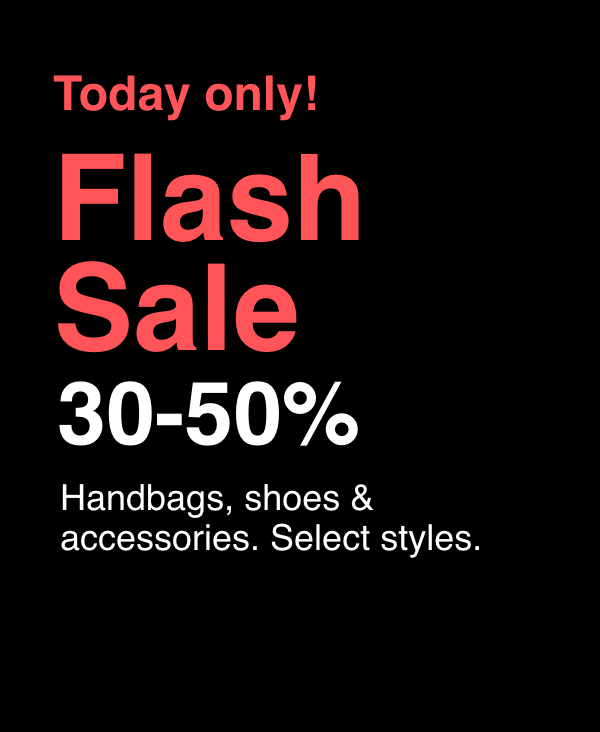 Today only!
Flash
Sale
30-50%
Handbags, shoes &
accessories. Select styles.